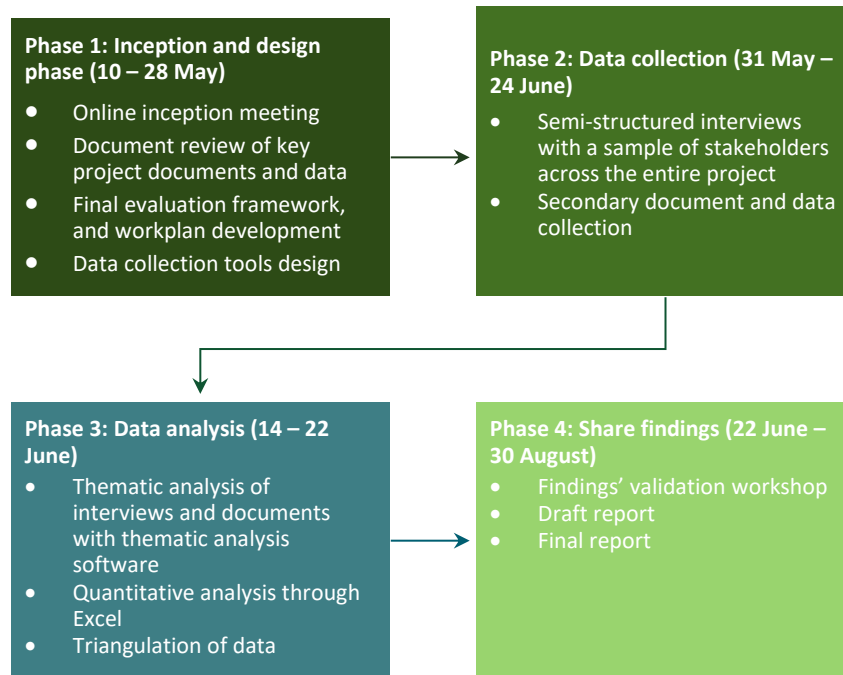 Phase 1: Inception and design
phase (10 – 28 May)
● Online inception meeting
● Document review of key
project documents and data
● Final evaluation framework,
and workplan development
● Data collection tools design
Phase 2: Data collection (31 May –
24 June)
• Semi-structured interviews
with a sample of stakeholders
across the entire project
• Secondary document and data
collection
Phase 3: Data analysis (14 – 22
June)
• Thematic analysis of
interviews and documents
with thematic analysis
software
• Quantitative analysis through
Excel
• Triangulation of data
Phase 4: Share findings (22 June –
30 August)
• Findings’ validation workshop
• Draft report
• Final report